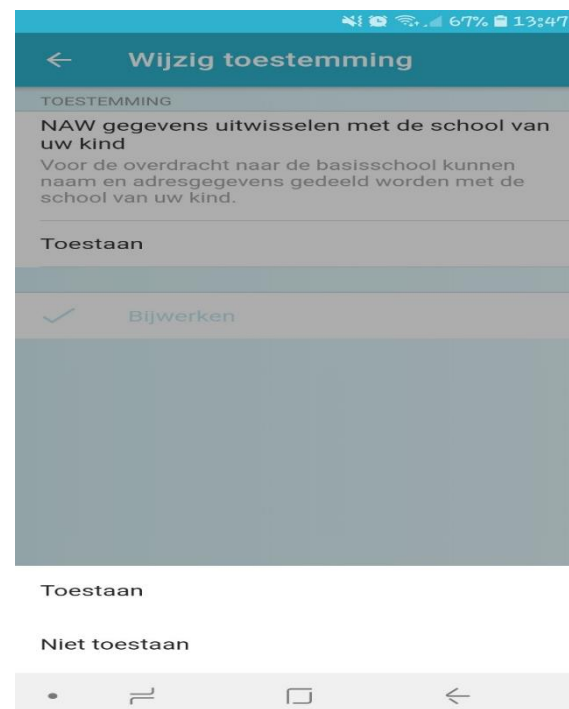 67% 13:47
Wijzig toestemming
TOESTEMMING
NAW gegevens uitwisselen met de school van
uw kind
Voor de overdracht naar de basisschool kunnen
naam en adresgegevens gedeeld worden met de
school van uw kind.
Toestaan
Bijwerken
Toestaan
Niet toestaan